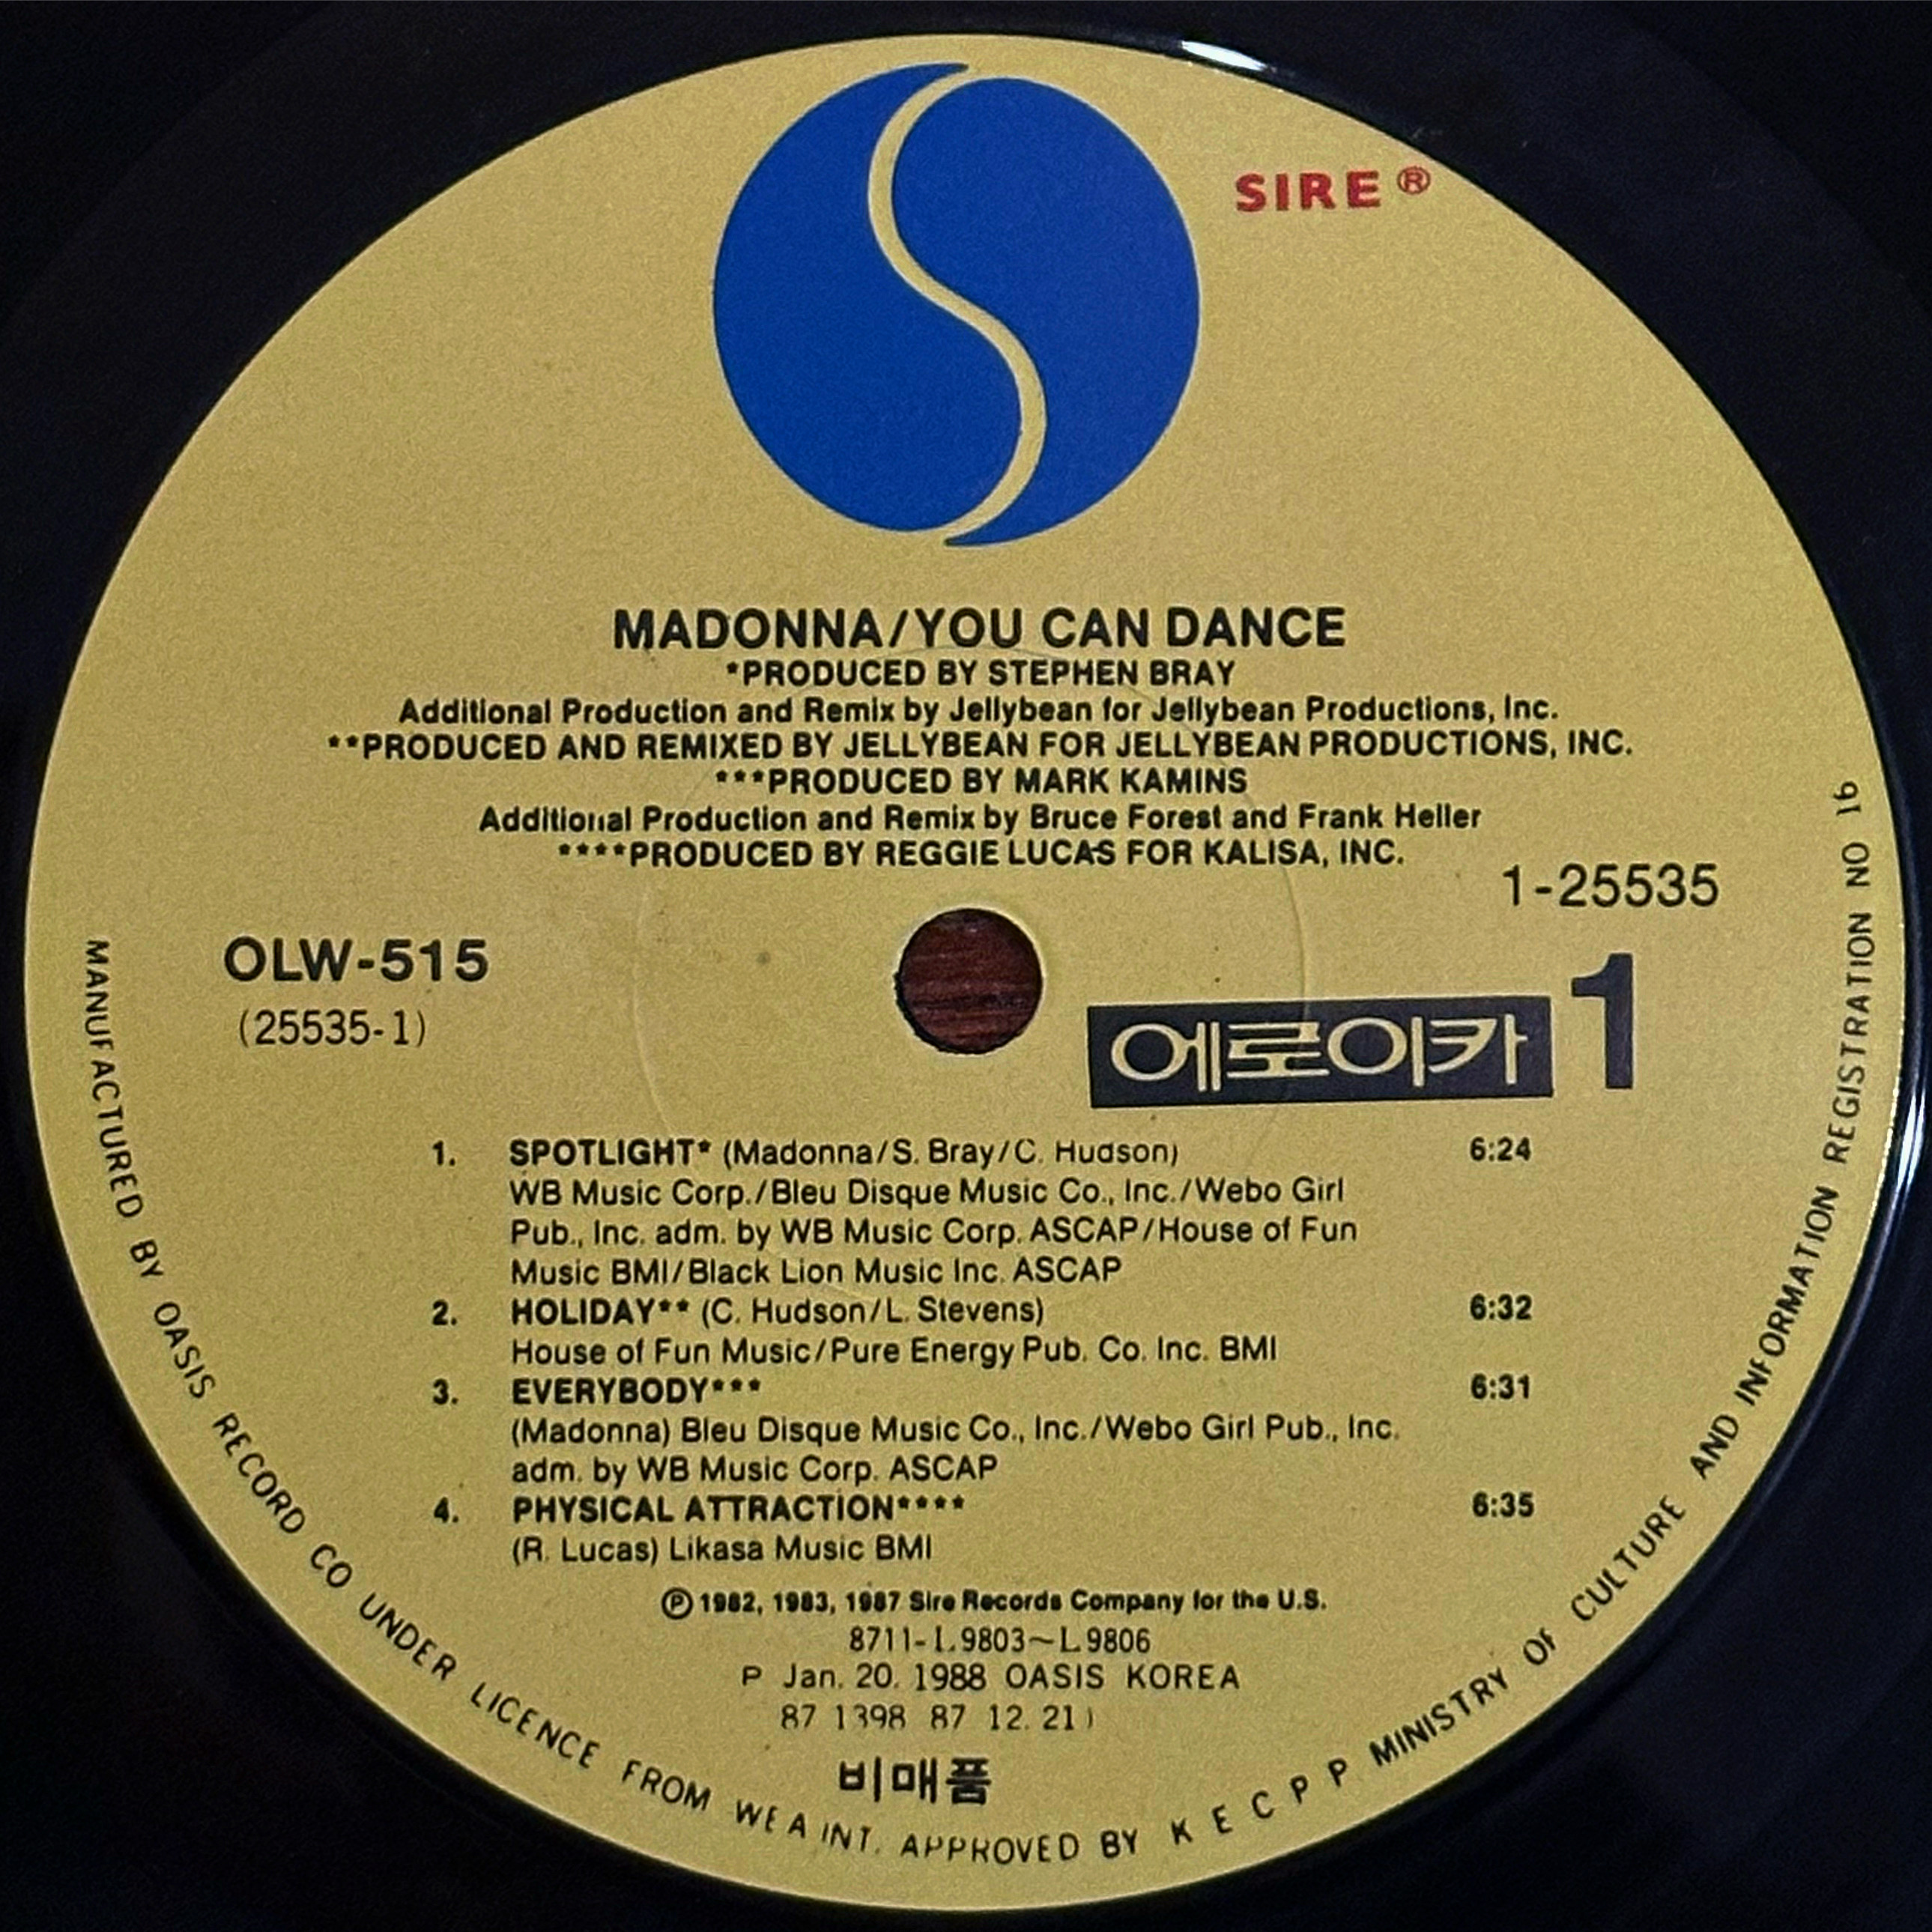 SIRE ®
MADONNA/YOU CAN DANCE
*PRODUCED BY STEPHEN BRAY
Additional Production and Remix by Jellybean for Jellybean Productions, Inc.
**PRODUCED AND REMIXED BY JELLYBEAN FOR JELLYBEAN PRODUCTIONS, INC.
***PRODUCED BY MARK KAMINS
Additional Production and Remix by Bruce Forest and Frank Heller
****PRODUCED BY REGGIE LUCAS FOR KALISA, INC.
1-25535
OLW-515
(25535-1)
에로이카 1
1. SPOTLIGHT* (Madonna/S. Bray/C. Hudson) 6:24
WB Music Corp./Bleu Disque Music Co., Inc./Webo Girl
Pub., Inc. adm. by WB Music Corp. ASCAP/House of Fun
Music BMI/Black Lion Music Inc. ASCAP
2. HOLIDAY** (C. Hudson/L. Stevens) 6:32
House of Fun Music/Pure Energy Pub. Co. Inc. BMI
3. EVERYBODY*** 6:31
(Madonna) Bleu Disque Music Co., Inc./Webo Girl Pub., Inc.
adm. by WB Music Corp. ASCAP
4. PHYSICAL ATTRACTION**** 6:35
(R. Lucas) Likasa Music BMI
Ⓟ 1982, 1983, 1987 Sire Records Company for the U.S.
8711-L.9803~L.9806
P Jan. 20. 1988 OASIS KOREA
87 1398 87 12. 21)
비매품
MANUFACTURED BY OASIS RECORD CO UNDER LICENCE FROM WEA INT. APPROVED BY K E C P P MINISTRY OF CULTURE AND INFORMATION REGISTRATION NO 16